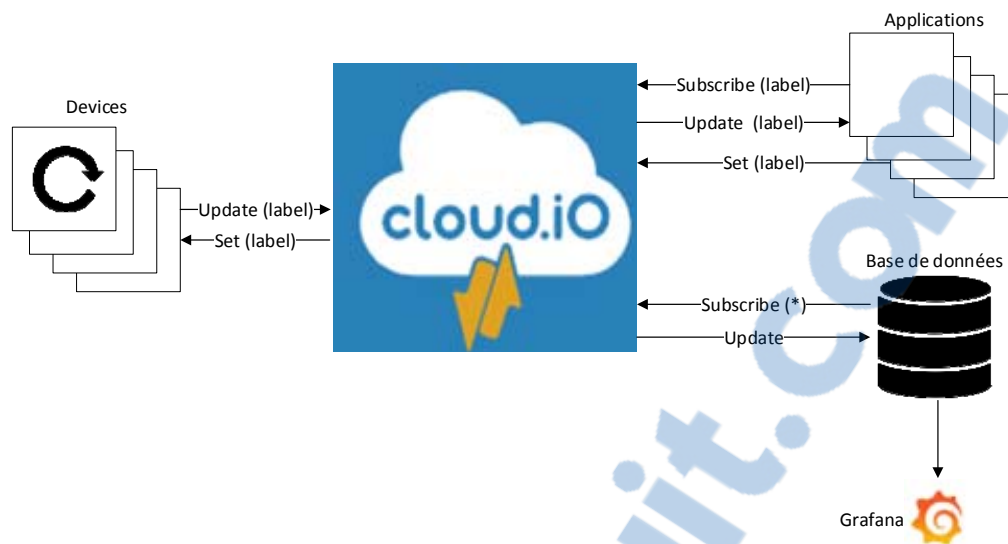 Applications
Devices
Subscribe (label)
Update (label)
Set (label)
Update (label)
Set (label)
cloud.iO
Base de données
Subscribe (*)
Update
Grafana